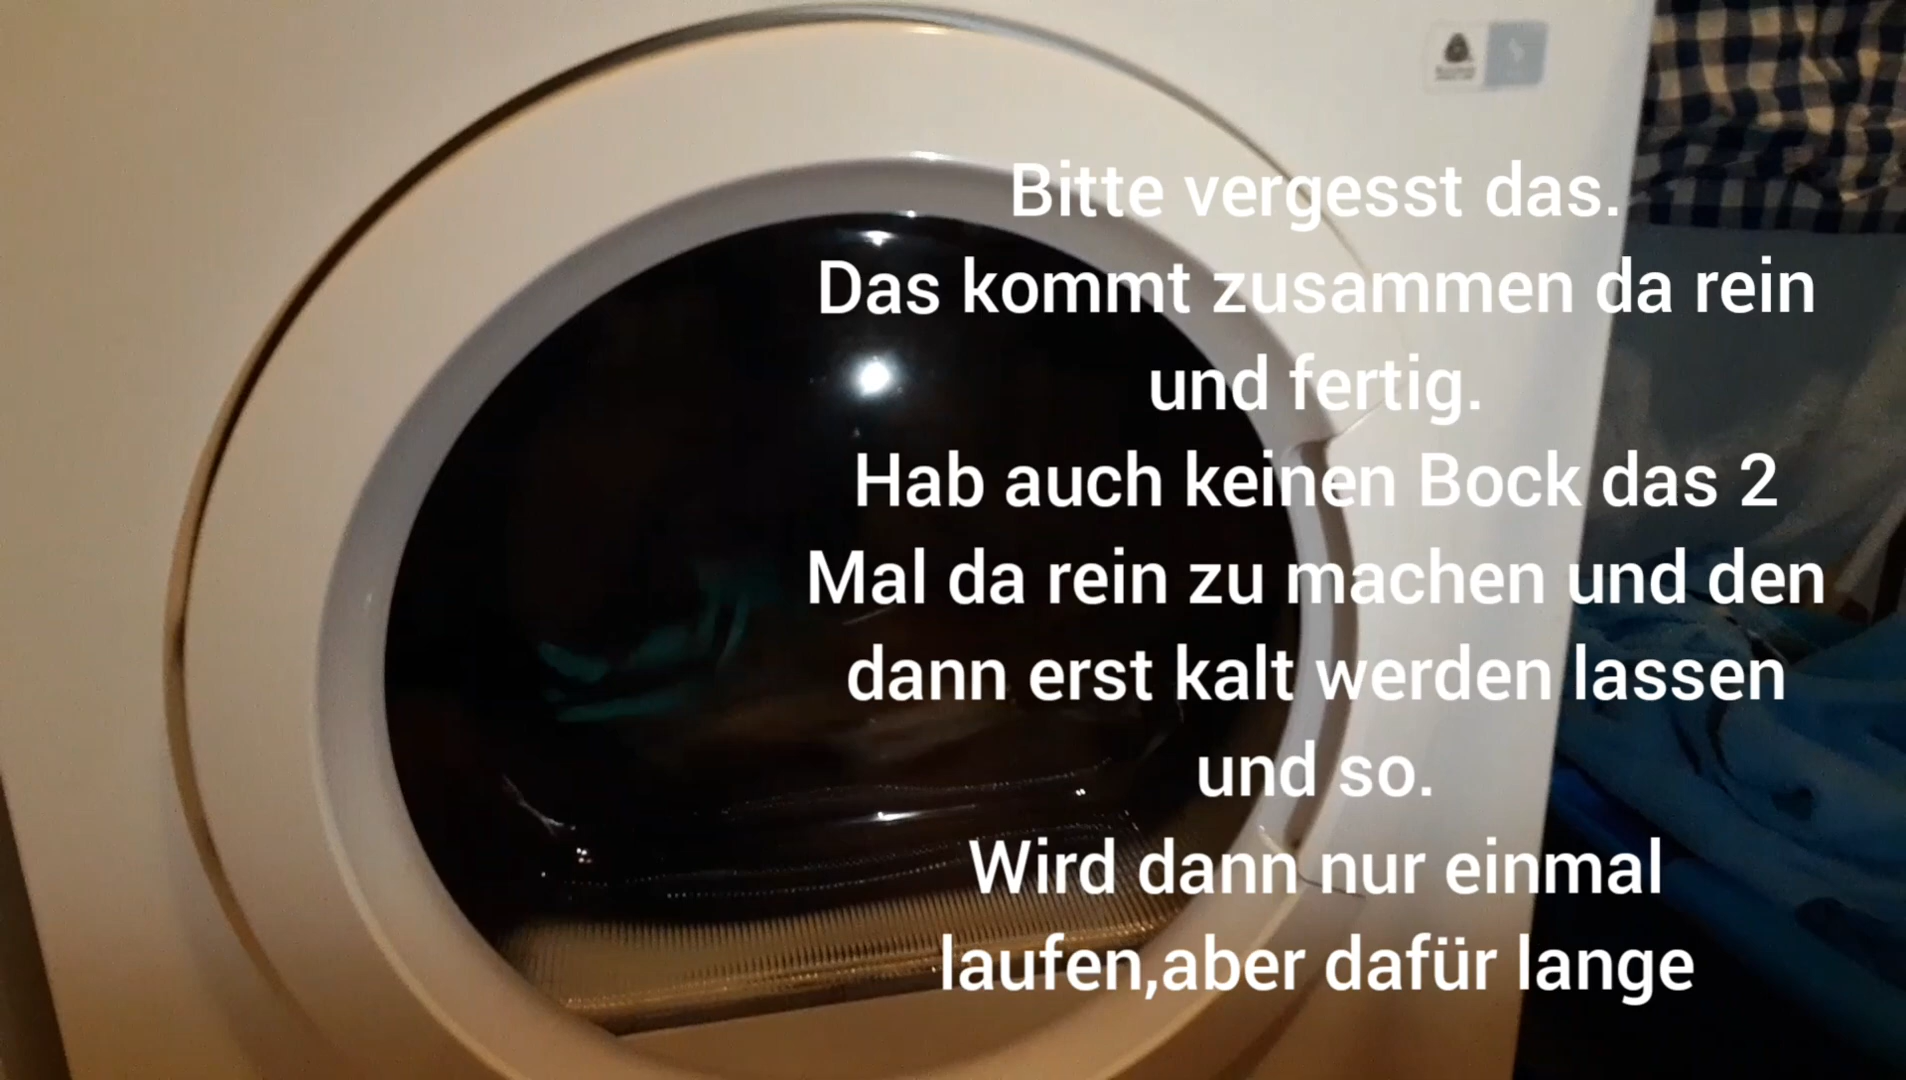 Bitte vergesst das.
Das kommt zusammen da rein
und fertig.
Hab auch keinen Bock das 2
Mal da rein zu machen und den
dann erst kalt werden lassen
und so.
Wird dann nur einmal
laufen,aber dafür lange